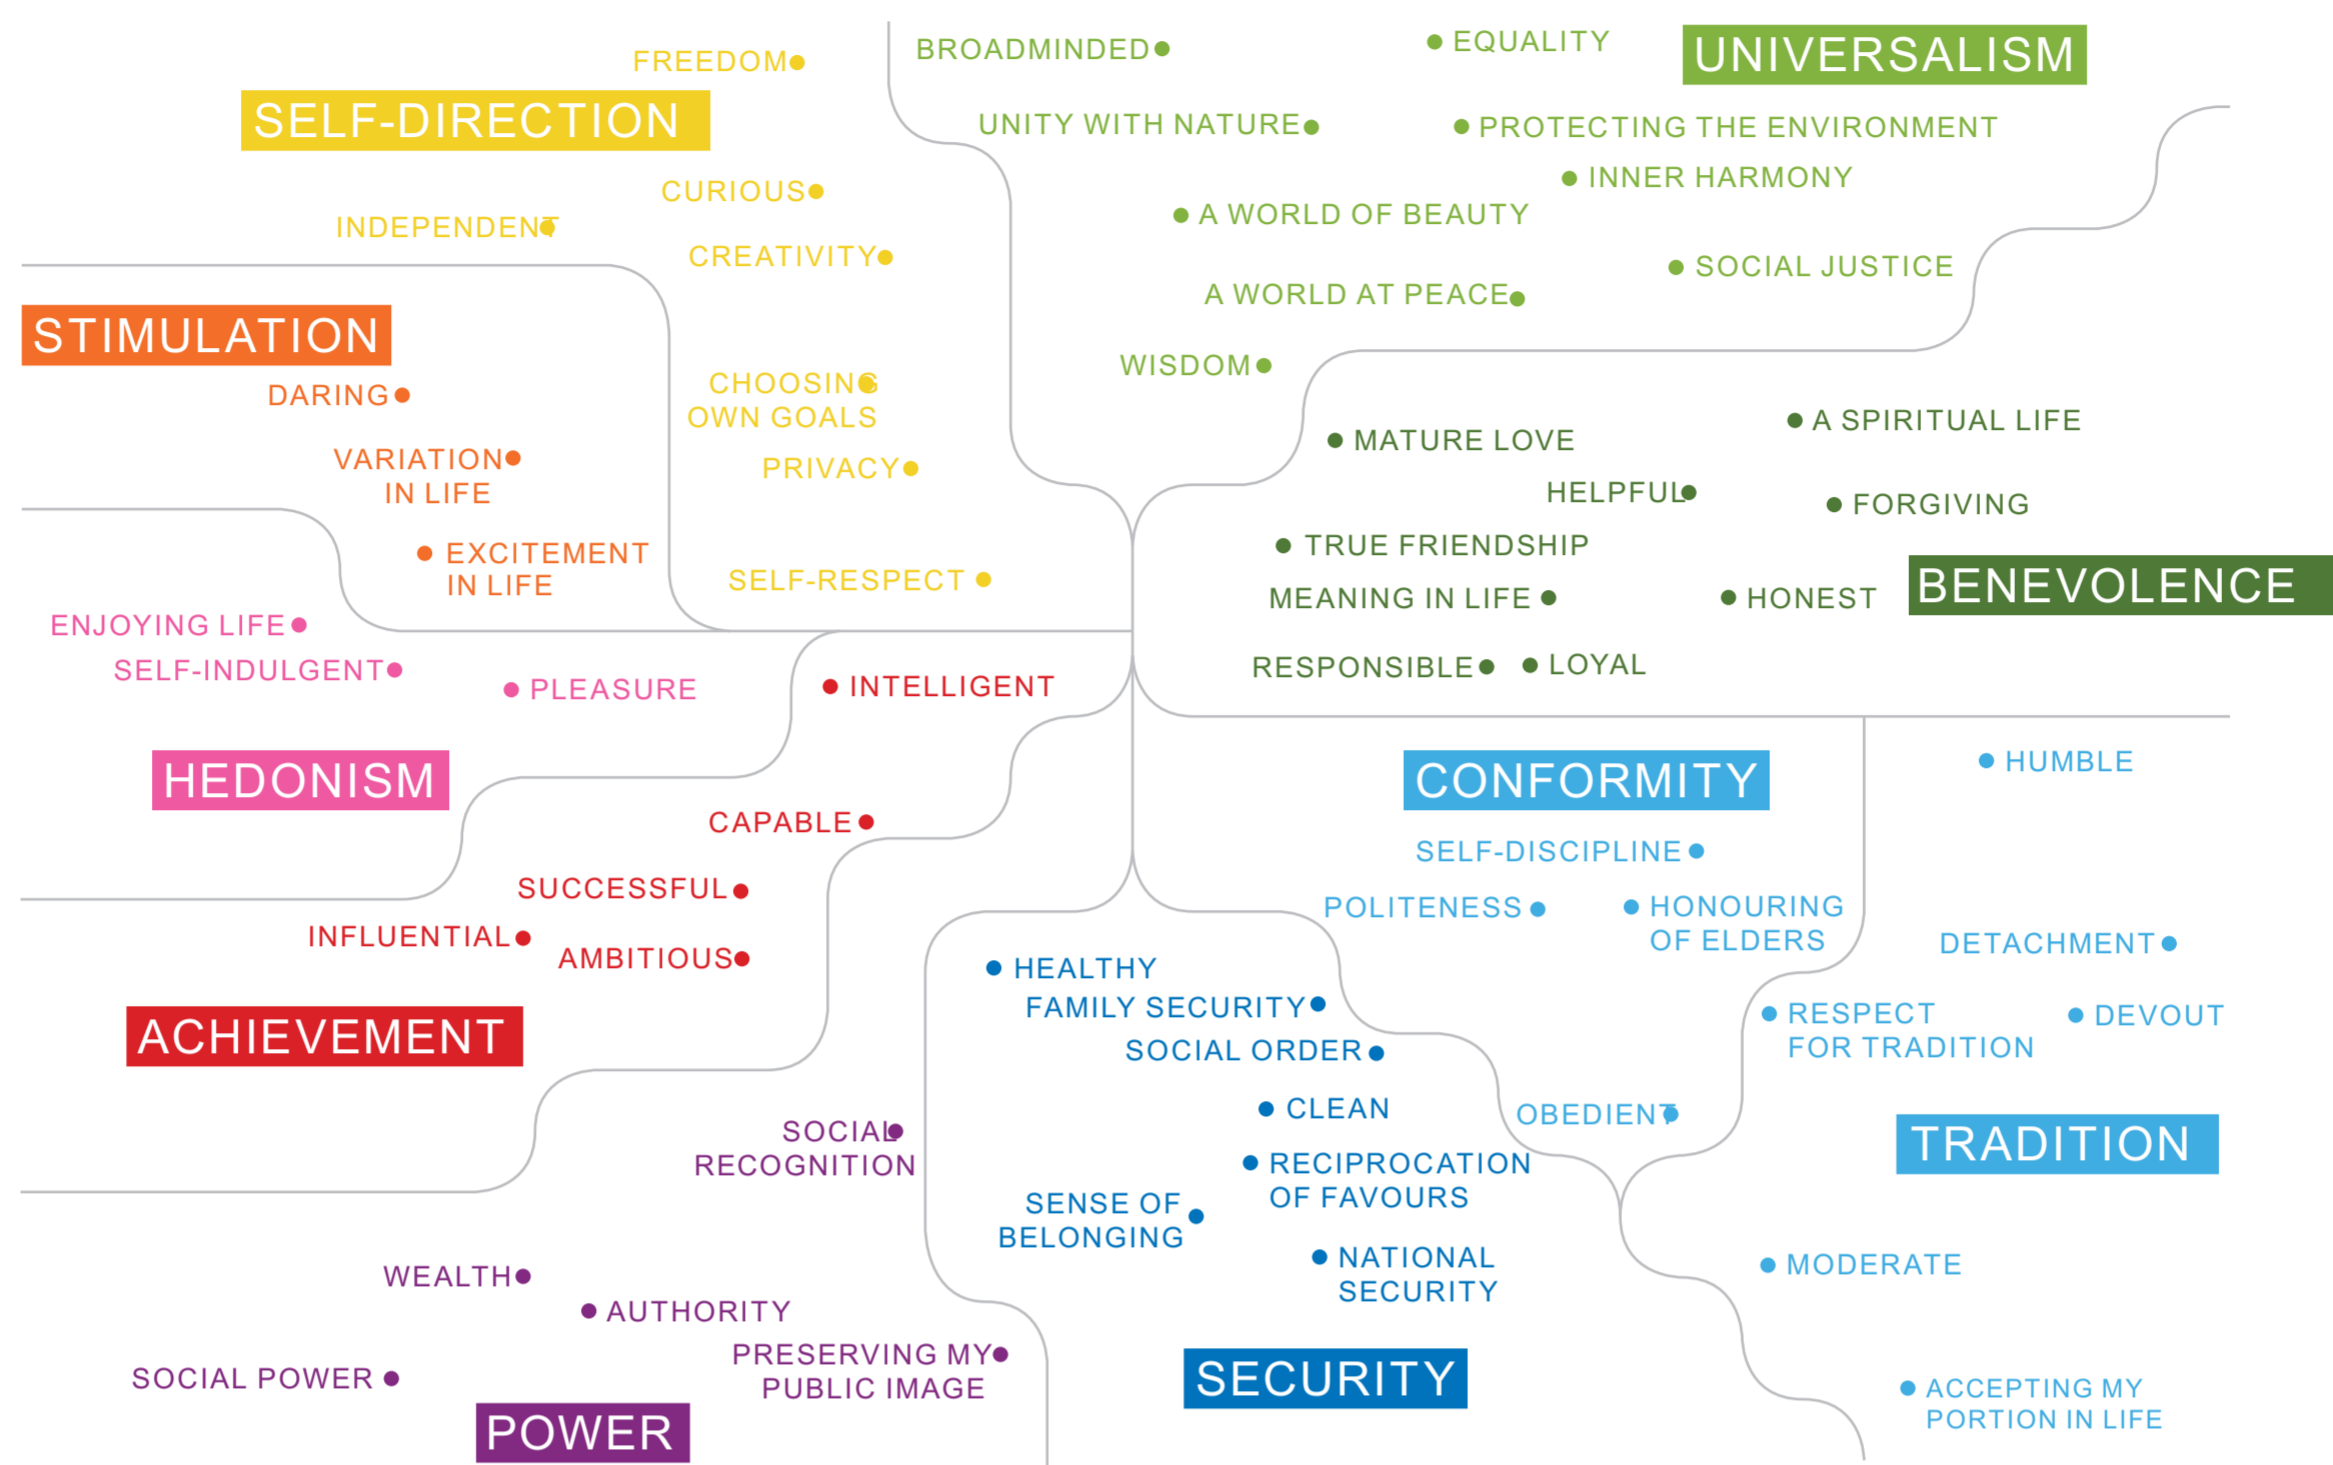 FREEDOM
SELF-DIRECTION
CURIOUS
INDEPENDENT
CREATIVITY
CHOOSING
OWN GOALS
PRIVACY
SELF-RESPECT
BROADMINDED
EQUALITY
UNIVERSALISM
UNITY WITH NATURE
PROTECTING THE ENVIRONMENT
INNER HARMONY
A WORLD OF BEAUTY
SOCIAL JUSTICE
A WORLD AT PEACE
WISDOM
STIMULATION
DARING
VARIATION
IN LIFE
EXCITEMENT
IN LIFE
A SPIRITUAL LIFE
MATURE LOVE
HELPFUL
FORGIVING
TRUE FRIENDSHIP
BENEVOLENCE
MEANING IN LIFE
HONEST
RESPONSIBLE
LOYAL
ENJOYING LIFE
SELF-INDULGENT
PLEASURE
HEDONISM
INTELLIGENT
CAPABLE
SUCCESSFUL
INFLUENTIAL
AMBITIOUS
ACHIEVEMENT
CONFORMITY
SELF-DISCIPLINE
POLITENESS
HONOURING
OF ELDERS
OBEDIENT
HUMBLE
DETACHMENT
RESPECT
FOR TRADITION
DEVOUT
TRADITION
MODERATE
ACCEPTING MY
PORTION IN LIFE
HEALTHY
FAMILY SECURITY
SOCIAL ORDER
CLEAN
RECIPROCATION
OF FAVOURS
SENSE OF
BELONGING
NATIONAL
SECURITY
SECURITY
SOCIAL
RECOGNITION
WEALTH
AUTHORITY
PRESERVING MY
PUBLIC IMAGE
SOCIAL POWER
POWER